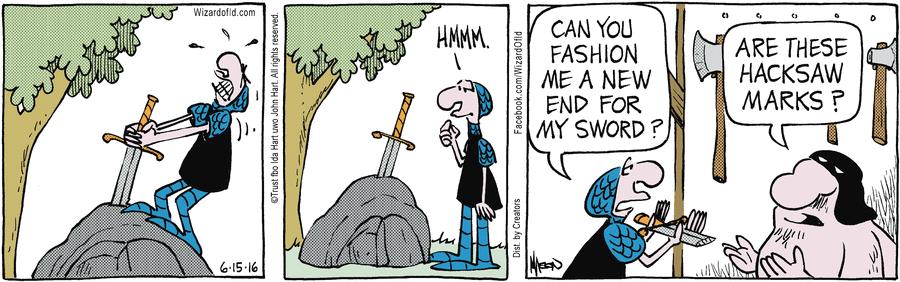 Wizardofid.com
6-15-16
©Trust fbo Ida Hart uwo John Hart. All rights reserved.
HMMM.
Facebook.com/WizardOfId
Dist. by Creators
CAN YOU
FASHION
ME A NEW
END FOR
MY SWORD?
ARE THESE
HACKSAW
MARKS?